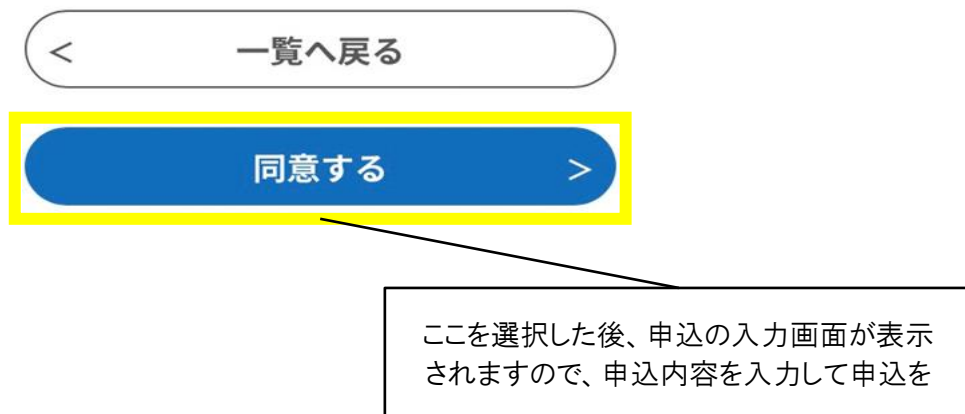 < 一覧へ戻る
同意する >
ここを選択した後、申込の入力画面が表示
されますので、申込内容を入力して申込を